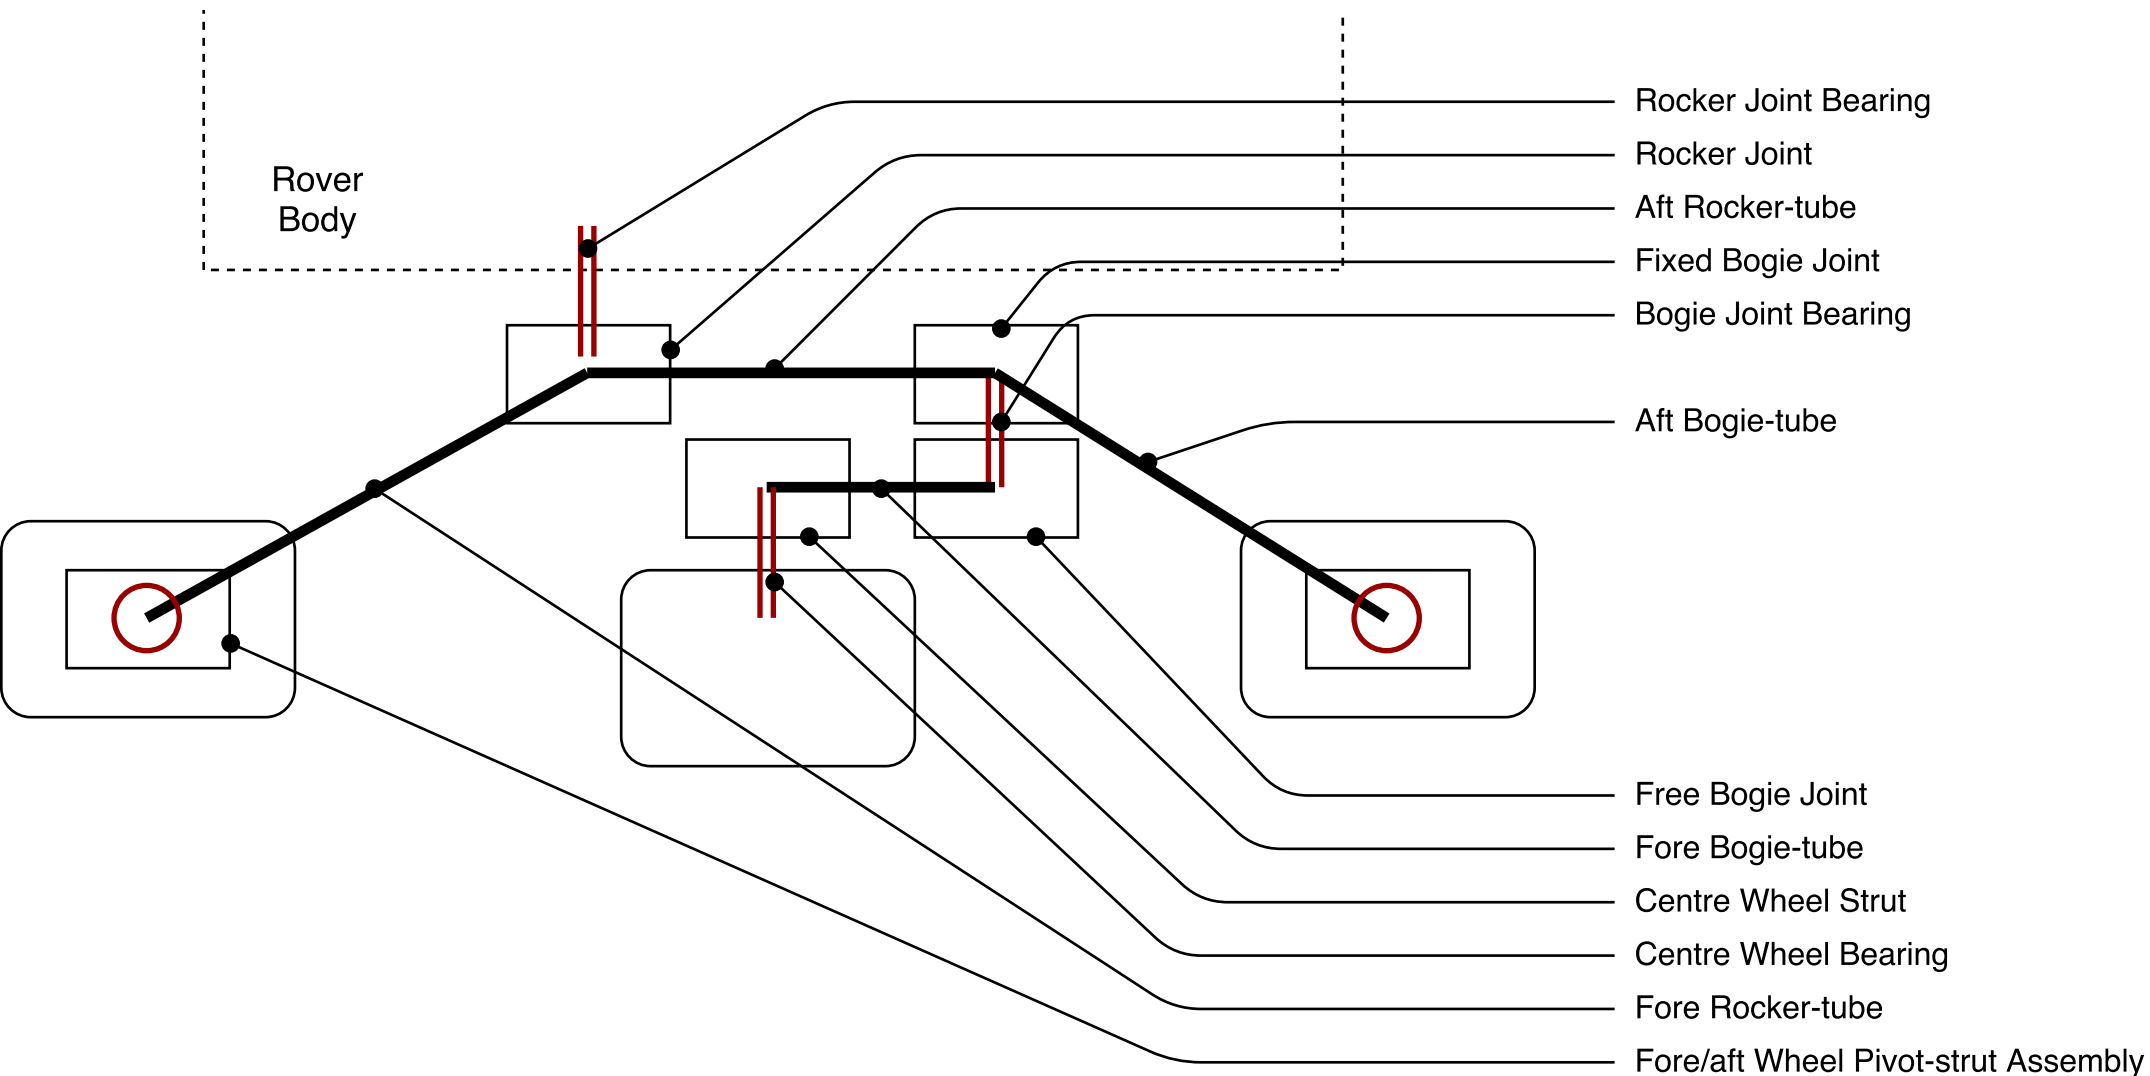 Rover
Body
Rocker Joint Bearing
Rocker Joint
Aft Rocker-tube
Fixed Bogie Joint
Bogie Joint Bearing
Aft Bogie-tube
Free Bogie Joint
Fore Bogie-tube
Centre Wheel Strut
Centre Wheel Bearing
Fore Rocker-tube
Fore/aft Wheel Pivot-strut Assembly